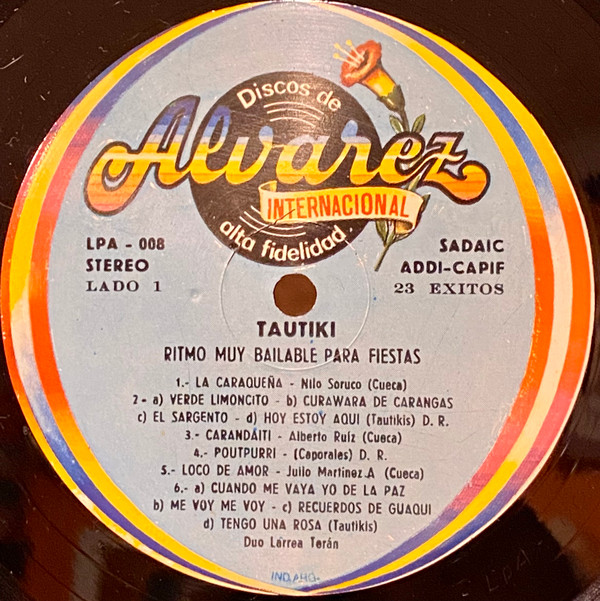 Discos de
Alvarez
INTERNACIONAL
alta fidelidad
LPA - 008
STEREO
LADO 1
SADAIC
ADDI-CAPIF
23 EXITOS
TAUTIKI
RITMO MUY BAILABLE PARA FIESTAS
1.- LA CARAQUEÑA - Nilo Soruco (Cueca)
2 - a) VERDE LIMONCITO - b) CURAWARA DE CARANGAS
c) EL SARGENTO - d) HOY ESTOY AQUI (Tautikis) D. R.
3.- CARANDÁITI - Alberto Ruiz (Cueca)
4.- POUTPURRI - (Caporales) D. R.
5.- LOCO DE AMOR - Julio Martinez A (Cueca)
6.- a) CUANDO ME VAYA YO DE LA PAZ
b) ME VOY ME VOY - c) RECUERDOS DE GUAQUI
d) TENGO UNA ROSA (Tautikis)
Duo Lárrea Terán
LPA